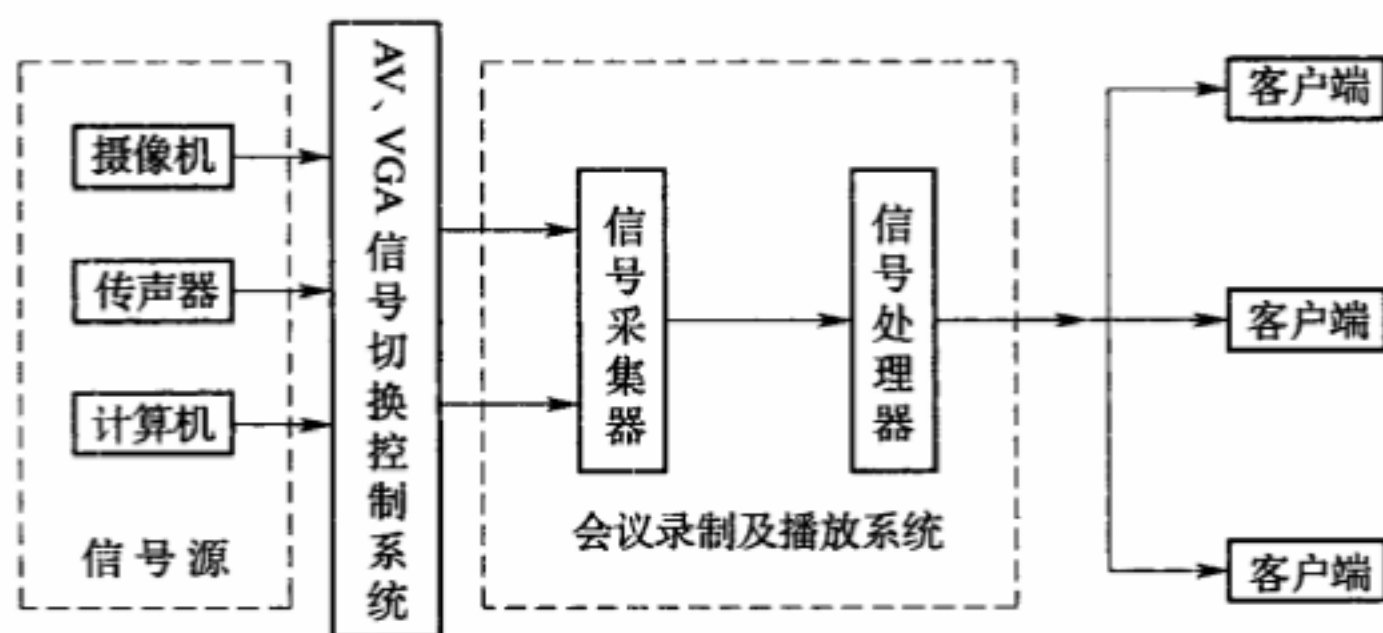 摄像机
传声器
计算机
信号源
AV、VGA信号切换控制系统
信号采集器
信号处理器
会议录制及播放系统
客户端
客户端
客户端